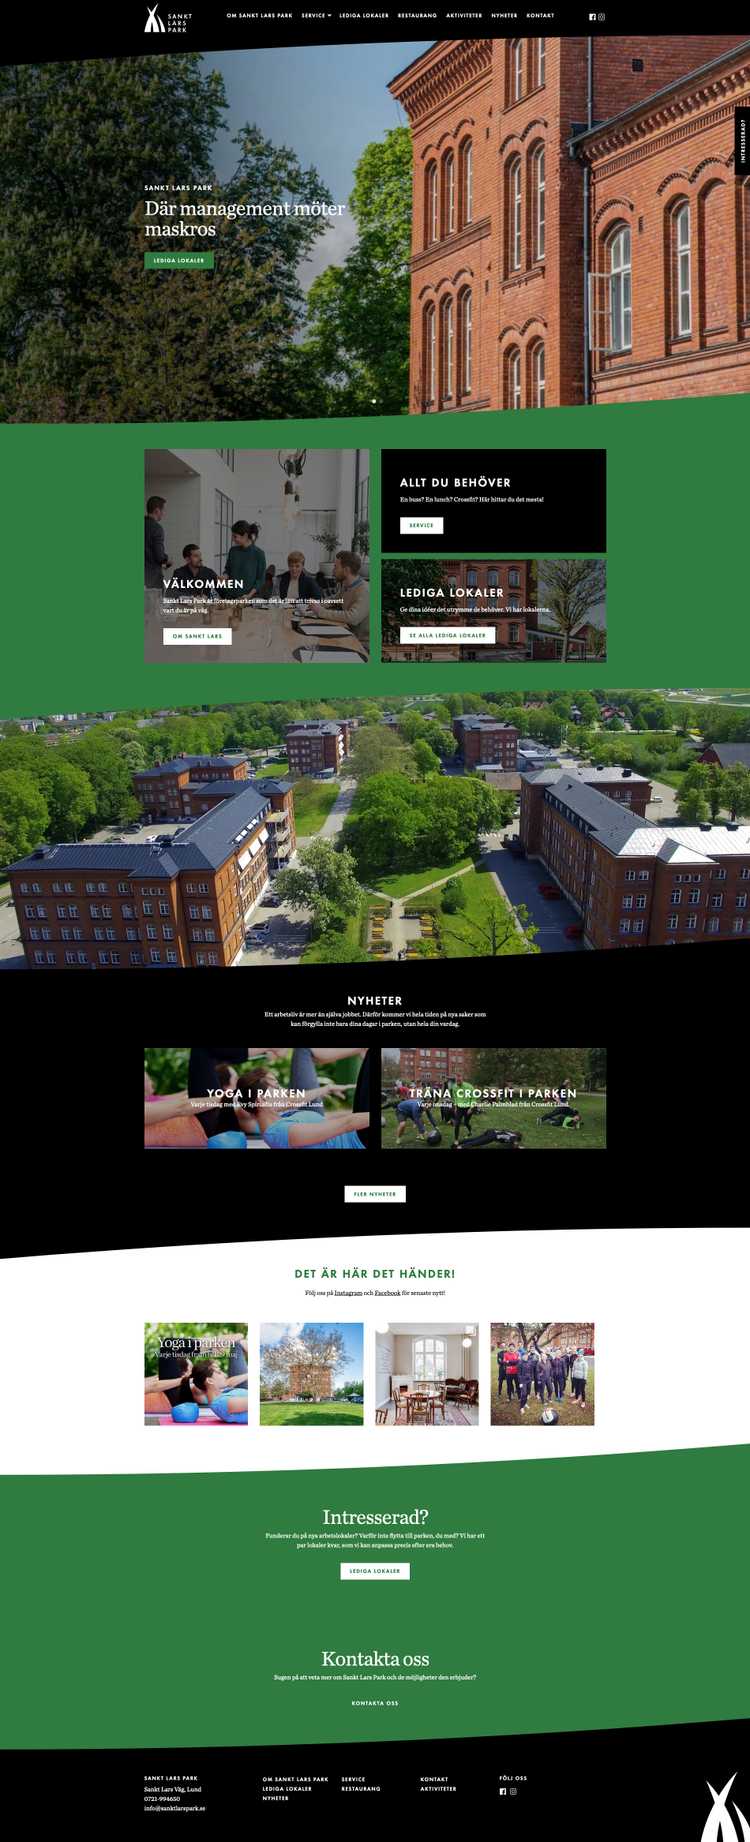 SANKT
LARS
PARK
OM SANKT LARS PARK SERVICE LEDIGA LOKALER RESTAURANG AKTIVITETER NYHETER KONTAKT
INTRESSERAD?
SANKT LARS PARK
Där management möter
maskros
LEDIGA LOKALER
VÄLKOMMEN
Sankt Lars Park är företagsparken som det är lätt att trivas i oavsett
vart du är på väg.
OM SANKT LARS
ALLT DU BEHÖVER
En buss? En lunch? Crossfit? Här hittar du det mesta!
SERVICE
LEDIGA LOKALER
Ge dina idéer det utrymme de behöver. Vi har lokalerna.
SE ALLA LEDIGA LOKALER
NYHETER
Ett arbetsliv är mer än själva jobbet. Därför kommer vi hela tiden på nya saker som
kan förgylla inte bara dina dagar i parken, utan hela din vardag.
YOGA I PARKEN
Varje tisdag med Evy Spiriadis från Crossfit Lund
TRÄNA CROSSFIT I PARKEN
Varje tisdag – med Charlie Palmblad från Crossfit Lund.
FLER NYHETER
DET ÄR HÄR DET HÄNDER!
Följ oss på Instagram och Facebook för senaste nytt!
Yoga i parken
Varje tisdag från maj
Intresserad?
Funderar du på nya arbetslokaler? Varför inte flytta till parken, du med? Vi har ett
par lokaler kvar, som vi kan anpassa precis efter era behov.
LEDIGA LOKALER
Kontakta oss
Sugen på att veta mer om Sankt Lars Park och de möjligheter den erbjuder?
KONTAKTA OSS
SANKT LARS PARK
Sankt Lars Väg, Lund
0721-994650
info@sanktlarspark.se
OM SANKT LARS PARK
LEDIGA LOKALER
NYHETER
SERVICE
RESTAURANG
KONTAKT
AKTIVITETER
FÖLJ OSS